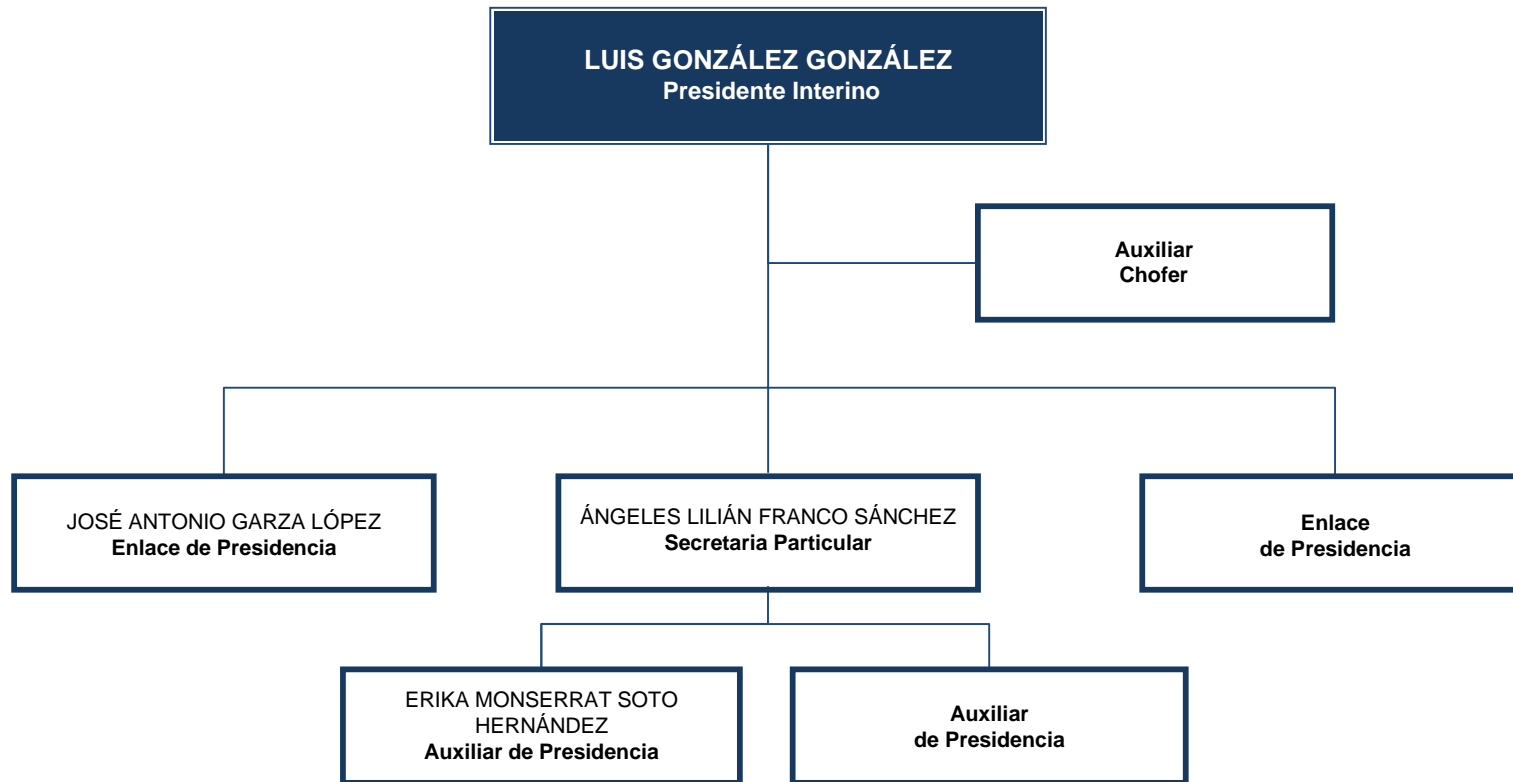 LUIS GONZÁLEZ GONZÁLEZ
Presidente Interino
Auxiliar
Chofer
JOSÉ ANTONIO GARZA LÓPEZ
Enlace de Presidencia
ÁNGELES LILIÁN FRANCO SÁNCHEZ
Secretaria Particular
Enlace
de Presidencia
ERIKA MONSERRAT SOTO
HERNÁNDEZ
Auxiliar de Presidencia
Auxiliar
de Presidencia